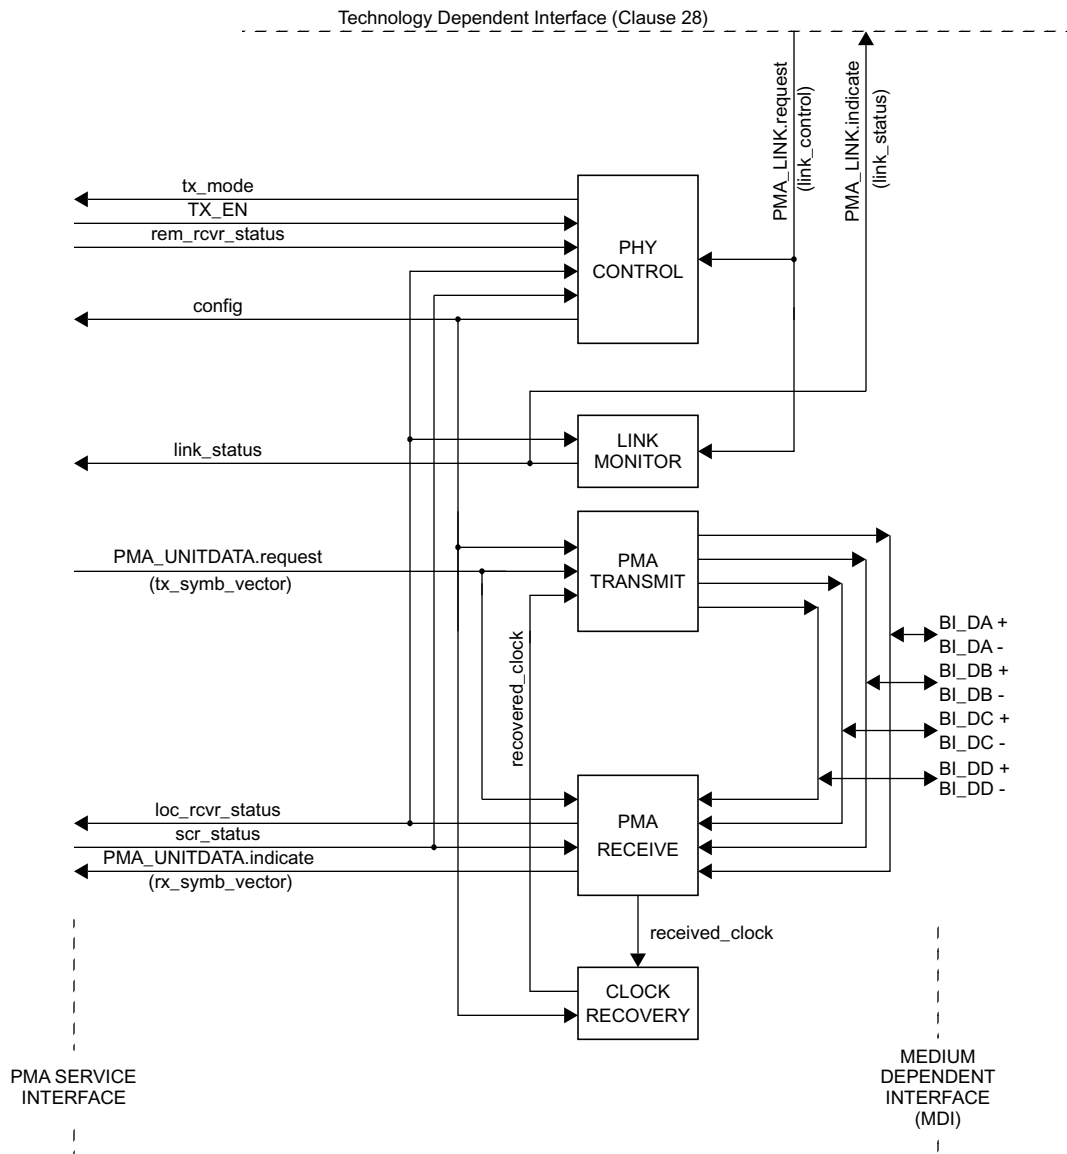 Technology Dependent Interface (Clause 28)
PMA_LINK.request
(link_control)
PMA_LINK.indicate
(link_status)
tx_mode
TX_EN
rem_rcvr_status
PHY
CONTROL
config
LINK
MONITOR
link_status
PMA_UNITDATA.request
(tx_symb_vector)
PMA
TRANSMIT
recovered_clock
BI_DA +
BI_DA -
BI_DB +
BI_DB -
BI_DC +
BI_DC -
BI_DD +
BI_DD -
loc_rcvr_status
scr_status
PMA_UNITDATA.indicate
(rx_symb_vector)
PMA
RECEIVE
received_clock
CLOCK
RECOVERY
PMA SERVICE
INTERFACE
MEDIUM
DEPENDENT
INTERFACE
(MDI)